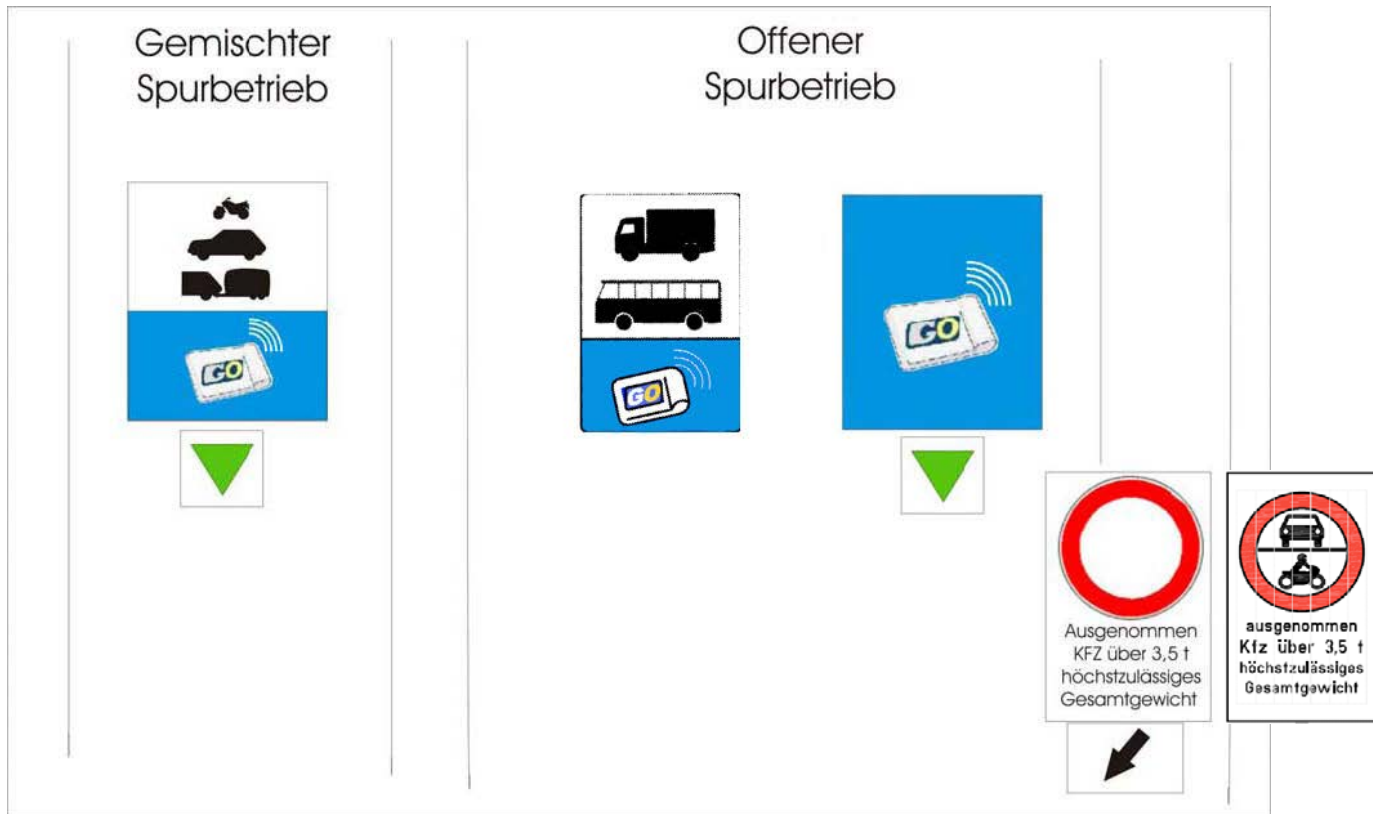 Gemischter
Spurbetrieb
Offener
Spurbetrieb
GO
GO
GO
Ausgenommen
KFZ über 3,5 t
höchstzulässiges
Gesamtgewicht
ausgenommen
Kfz über 3,5 t
höchstzulässiges
Gesamtgewicht